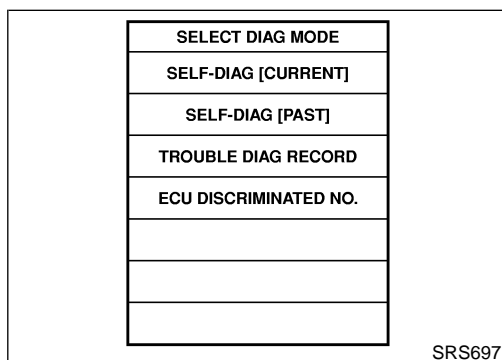 SELECT DIAG MODE
SELF-DIAG [CURRENT]
SELF-DIAG [PAST]
TROUBLE DIAG RECORD
ECU DISCRIMINATED NO.
SRS697